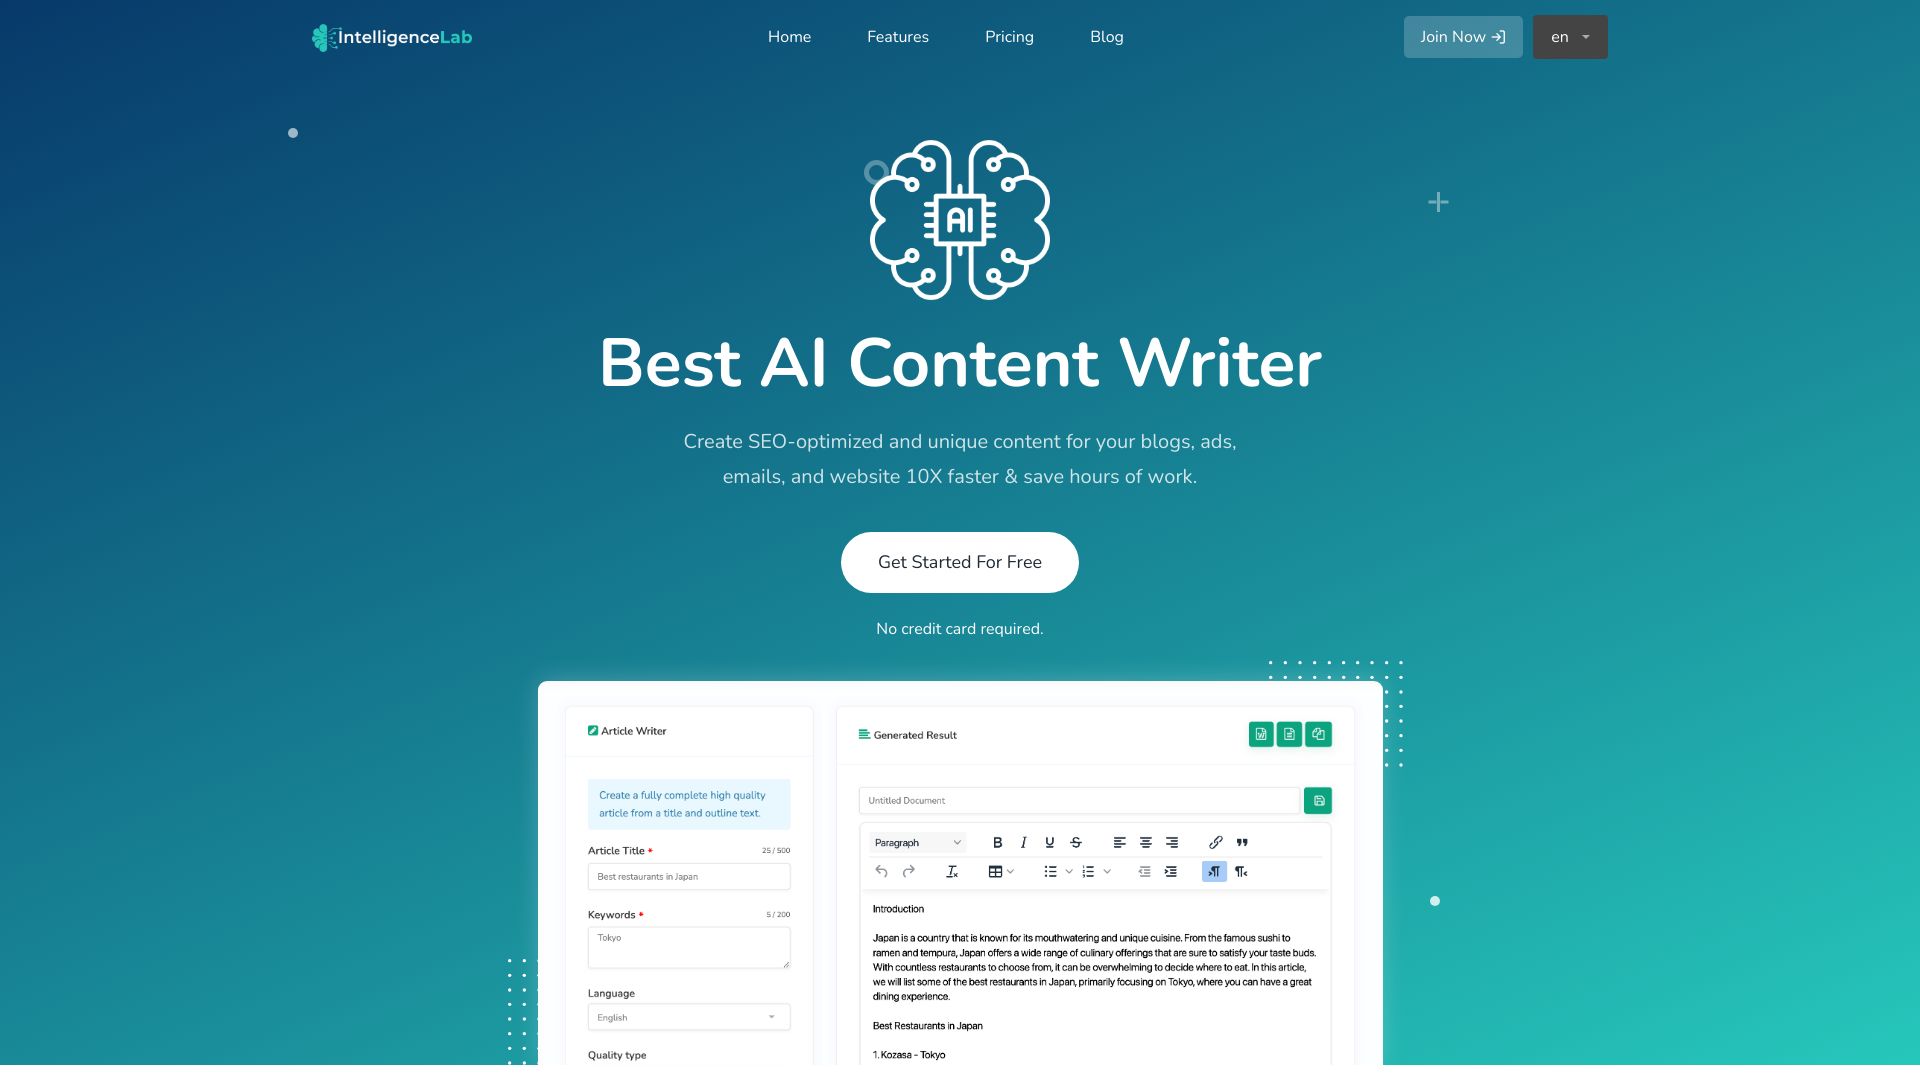 IntelligenceLab
Home
Features
Pricing
Blog
Join Now
en
AI
Best AI Content Writer
Create SEO-optimized and unique content for your blogs, ads,
emails, and website 10X faster & save hours of work.
Get Started For Free
No credit card required.
Article Writer
Create a fully complete high quality
article from a title and outline text.
Article Title *
25 / 500
Best restaurants in Japan
Keywords *
5 / 200
Tokyo
Language
English
Quality type
Generated Result
Untitled Document
Paragraph
Introduction
Japan is a country that is known for its mouthwatering and unique cuisine. From the famous sushi to
ramen and tempura, Japan offers a wide range of culinary offerings that are sure to satisfy your taste buds.
With countless restaurants to choose from, it can be overwhelming to decide where to eat. In this article,
we will list some of the best restaurants in Japan, primarily focusing on Tokyo, where you can have a great
dining experience.
Best Restaurants in Japan
1. Kozasa - Tokyo